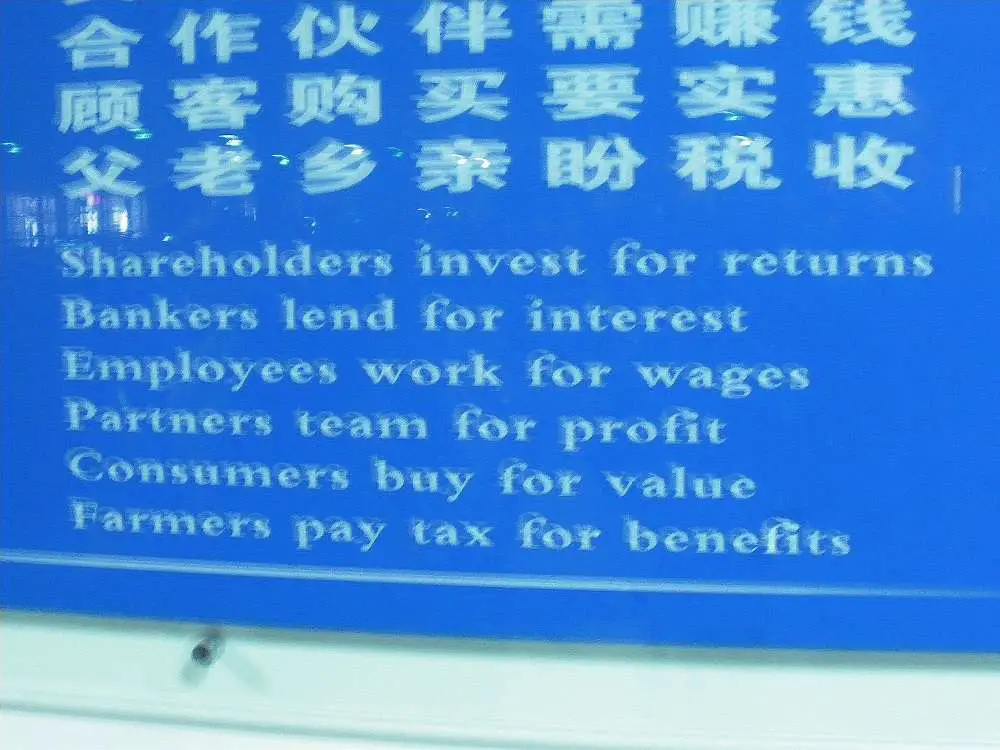 合作伙伴需赚钱
顾客购买要实惠
父老乡亲盼税收
Shareholders invest for returns
Bankers lend for interest
Employees work for wages
Partners team for profit
Consumers buy for value
Farmers pay tax for benefits